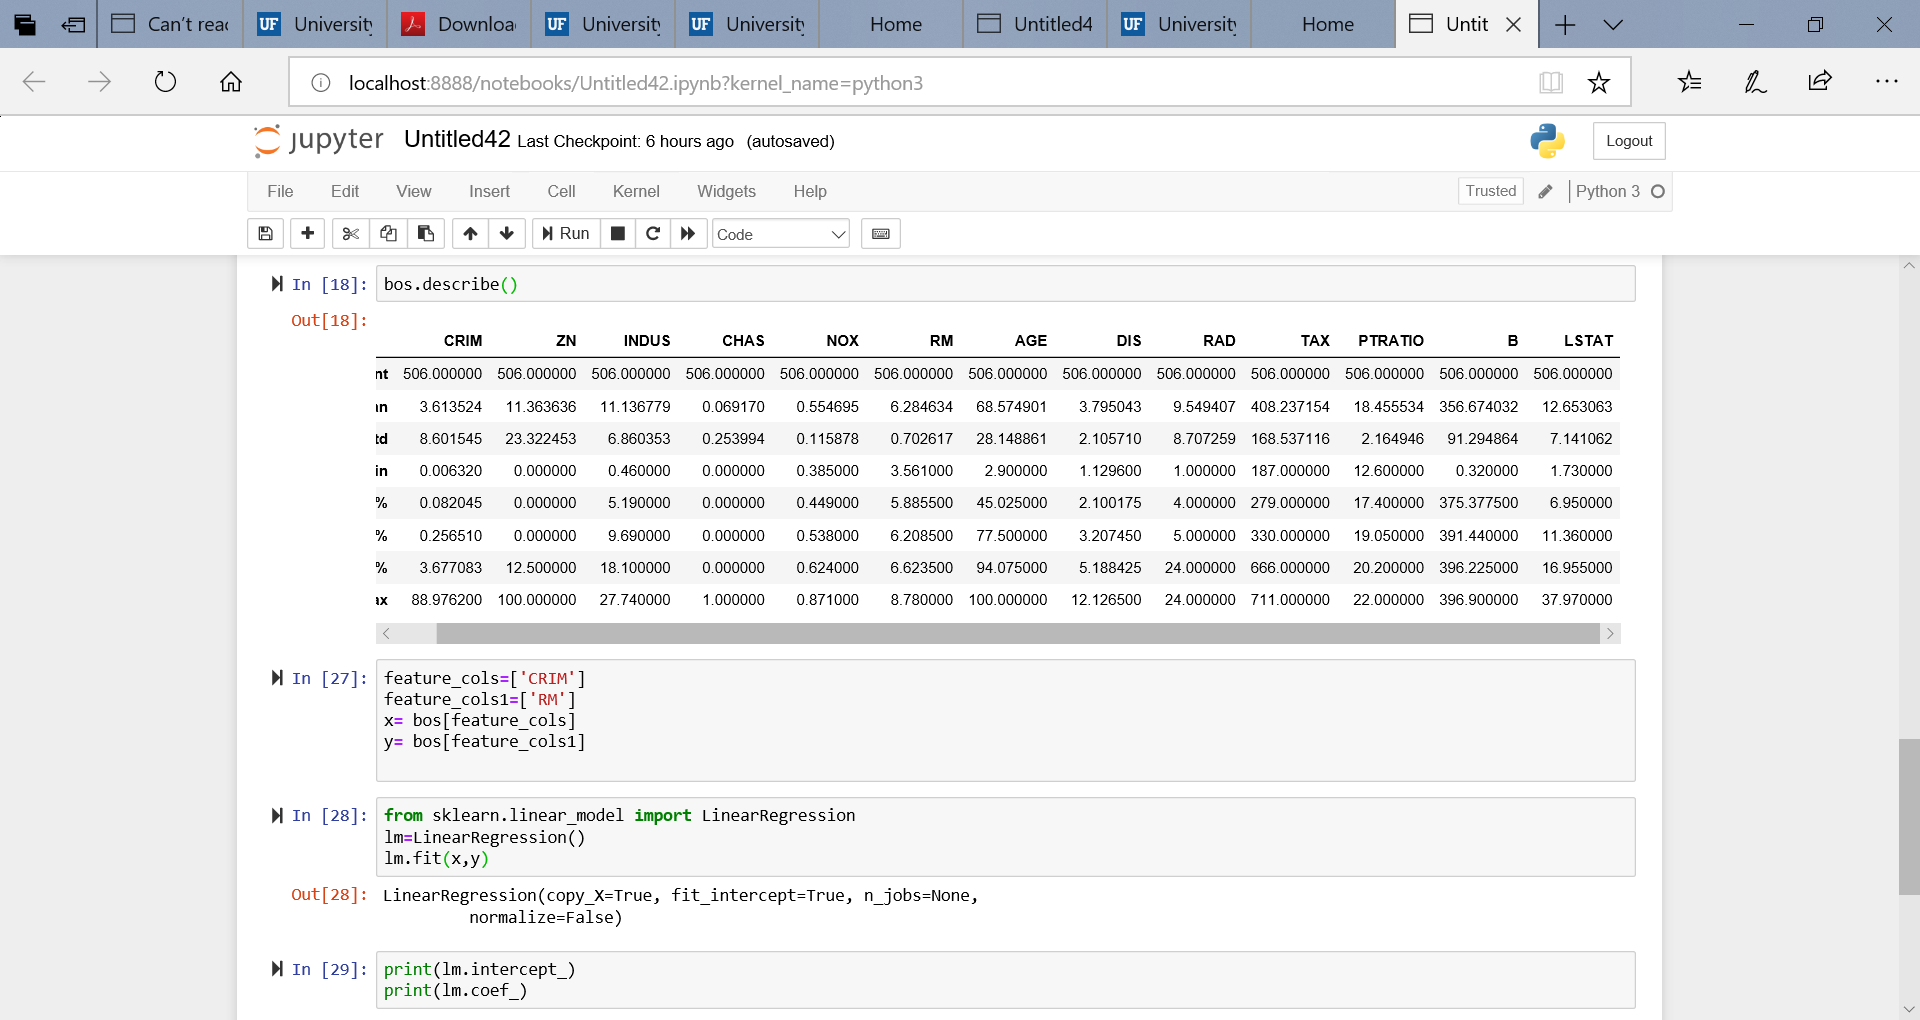 Can't rea
UF University
Downloa
UF University
UF University
Home
Untitled4
UF University
Home
Untit
localhost:8888/notebooks/Untitled42.ipynb?kernel_name=python3
jupyter Untitled42 Last Checkpoint: 6 hours ago (autosaved)
Logout
File Edit View Insert Cell Kernel Widgets Help
Trusted Python 3
Run Code
In [18]: bos.describe()
Out[18]:
CRIM ZN INDUS CHAS NOX RM AGE DIS RAD TAX PTRATIO B LSTAT
nt 506.000000 506.000000 506.000000 506.000000 506.000000 506.000000 506.000000 506.000000 506.000000 506.000000 506.000000 506.000000 506.000000
an 3.613524 11.363636 11.136779 0.069170 0.554695 6.284634 68.574901 3.795043 9.549407 408.237154 18.455534 356.674032 12.653063
td 8.601545 23.322453 6.860353 0.253994 0.115878 0.702617 28.148861 2.105710 8.707259 168.537116 2.164946 91.294864 7.141062
in 0.006320 0.000000 0.460000 0.000000 0.385000 3.561000 2.900000 1.129600 1.000000 187.000000 12.600000 0.320000 1.730000
% 0.082045 0.000000 5.190000 0.000000 0.449000 5.885500 45.025000 2.100175 4.000000 279.000000 17.400000 375.377500 6.950000
% 0.256510 0.000000 9.690000 0.000000 0.538000 6.208500 77.500000 3.207450 5.000000 330.000000 19.050000 391.440000 11.360000
% 3.677083 12.500000 18.100000 0.000000 0.624000 6.623500 94.075000 5.188425 24.000000 666.000000 20.200000 396.225000 16.955000
ax 88.976200 100.000000 27.740000 1.000000 0.871000 8.780000 100.000000 12.126500 24.000000 711.000000 22.000000 396.900000 37.970000
In [27]: feature_cols=['CRIM']
feature_cols1=['RM']
x= bos[feature_cols]
y= bos[feature_cols1]
In [28]: from sklearn.linear_model import LinearRegression
lm=LinearRegression()
lm.fit(x,y)
Out[28]: LinearRegression(copy_X=True, fit_intercept=True, n_jobs=None,
normalize=False)
In [29]: print(lm.intercept_)
print(lm.coef_)